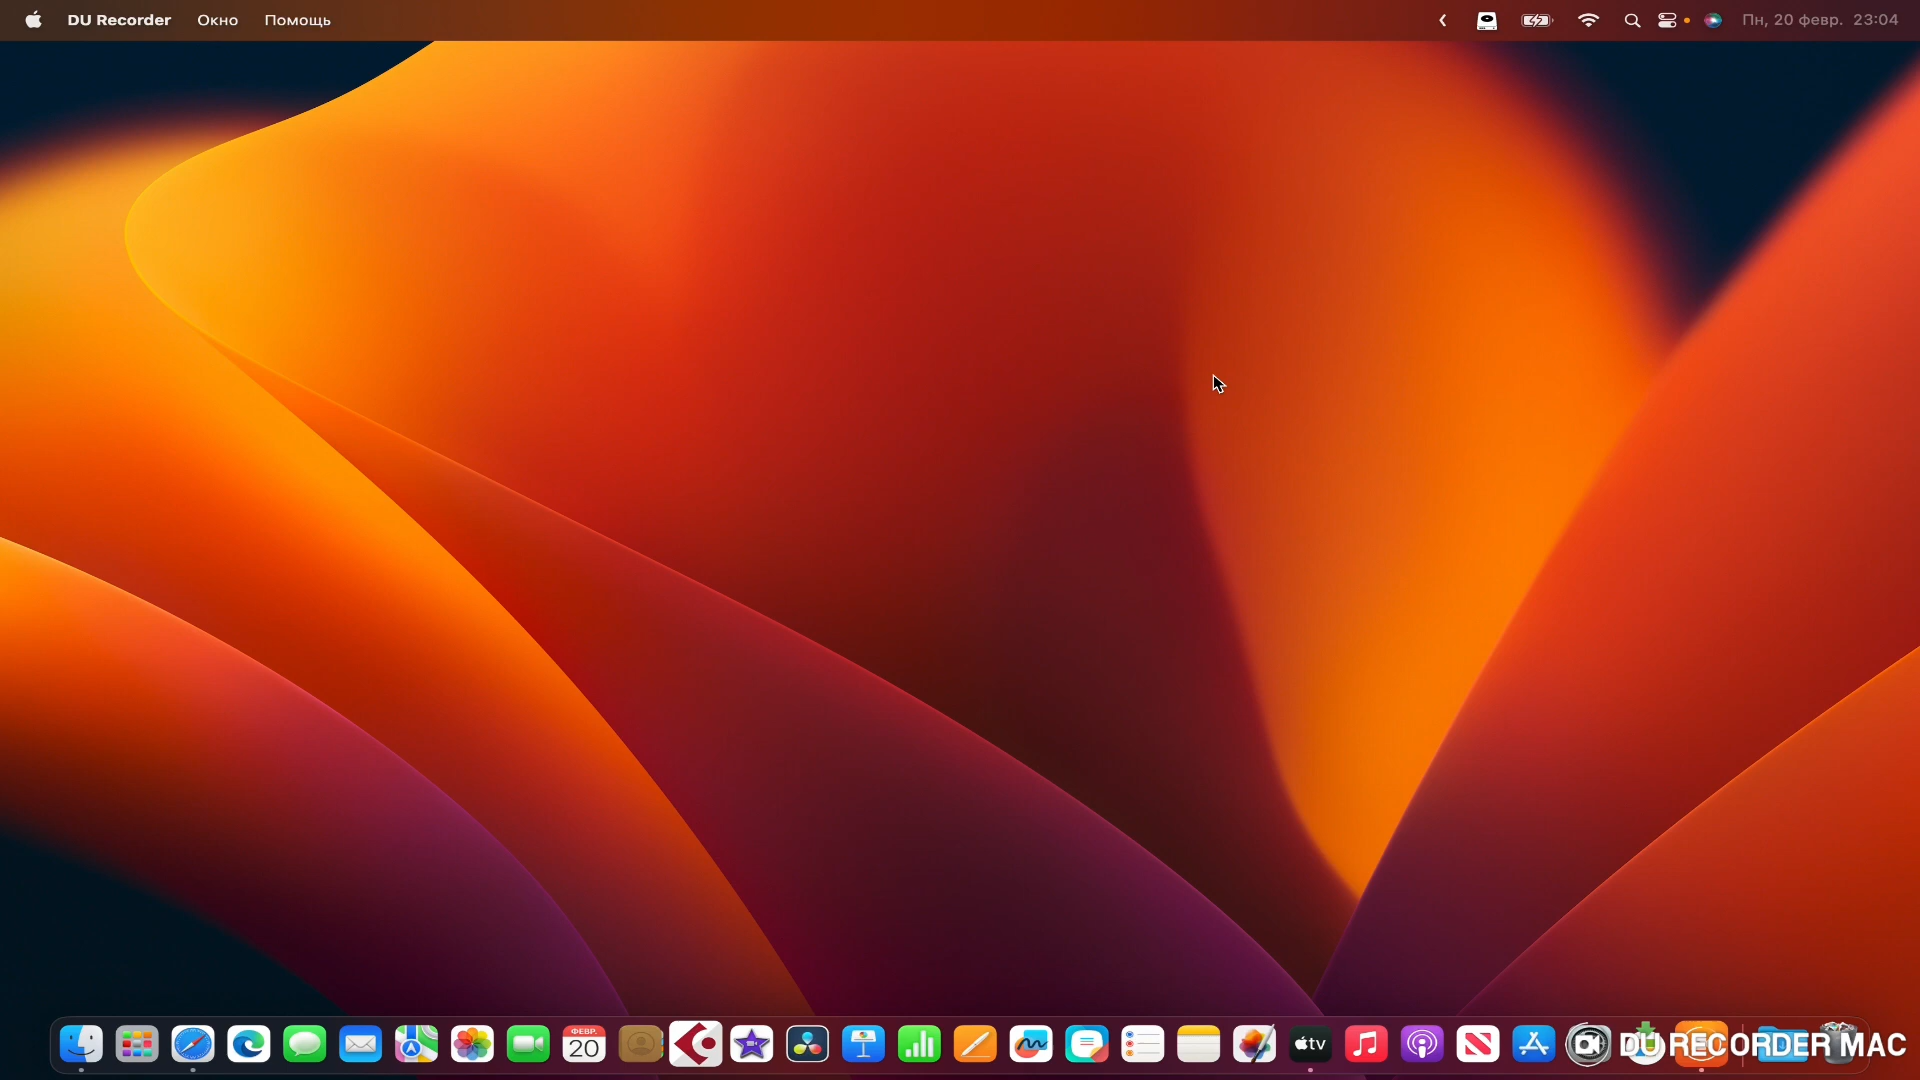 DU Recorder Окно Помощь Пн, 20 февр. 23:04
ФЕВР.
20
tv
DU RECORDER MAC